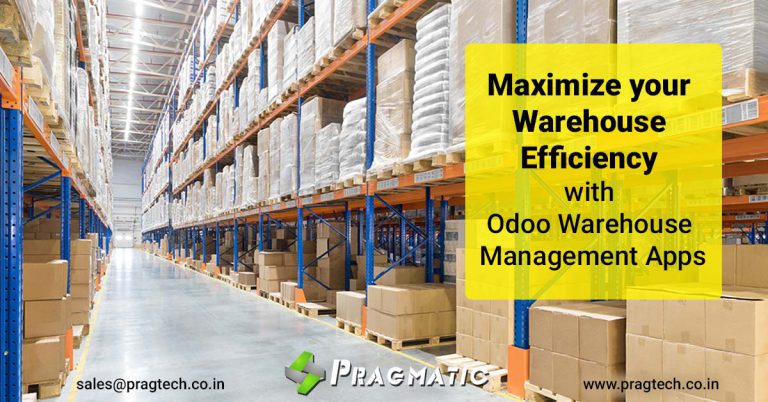 Maximize your
Warehouse
Efficiency
with
Odoo Warehouse
Management Apps
sales@pragtech.co.in
PRAGMATIC
www.pragtech.co.in